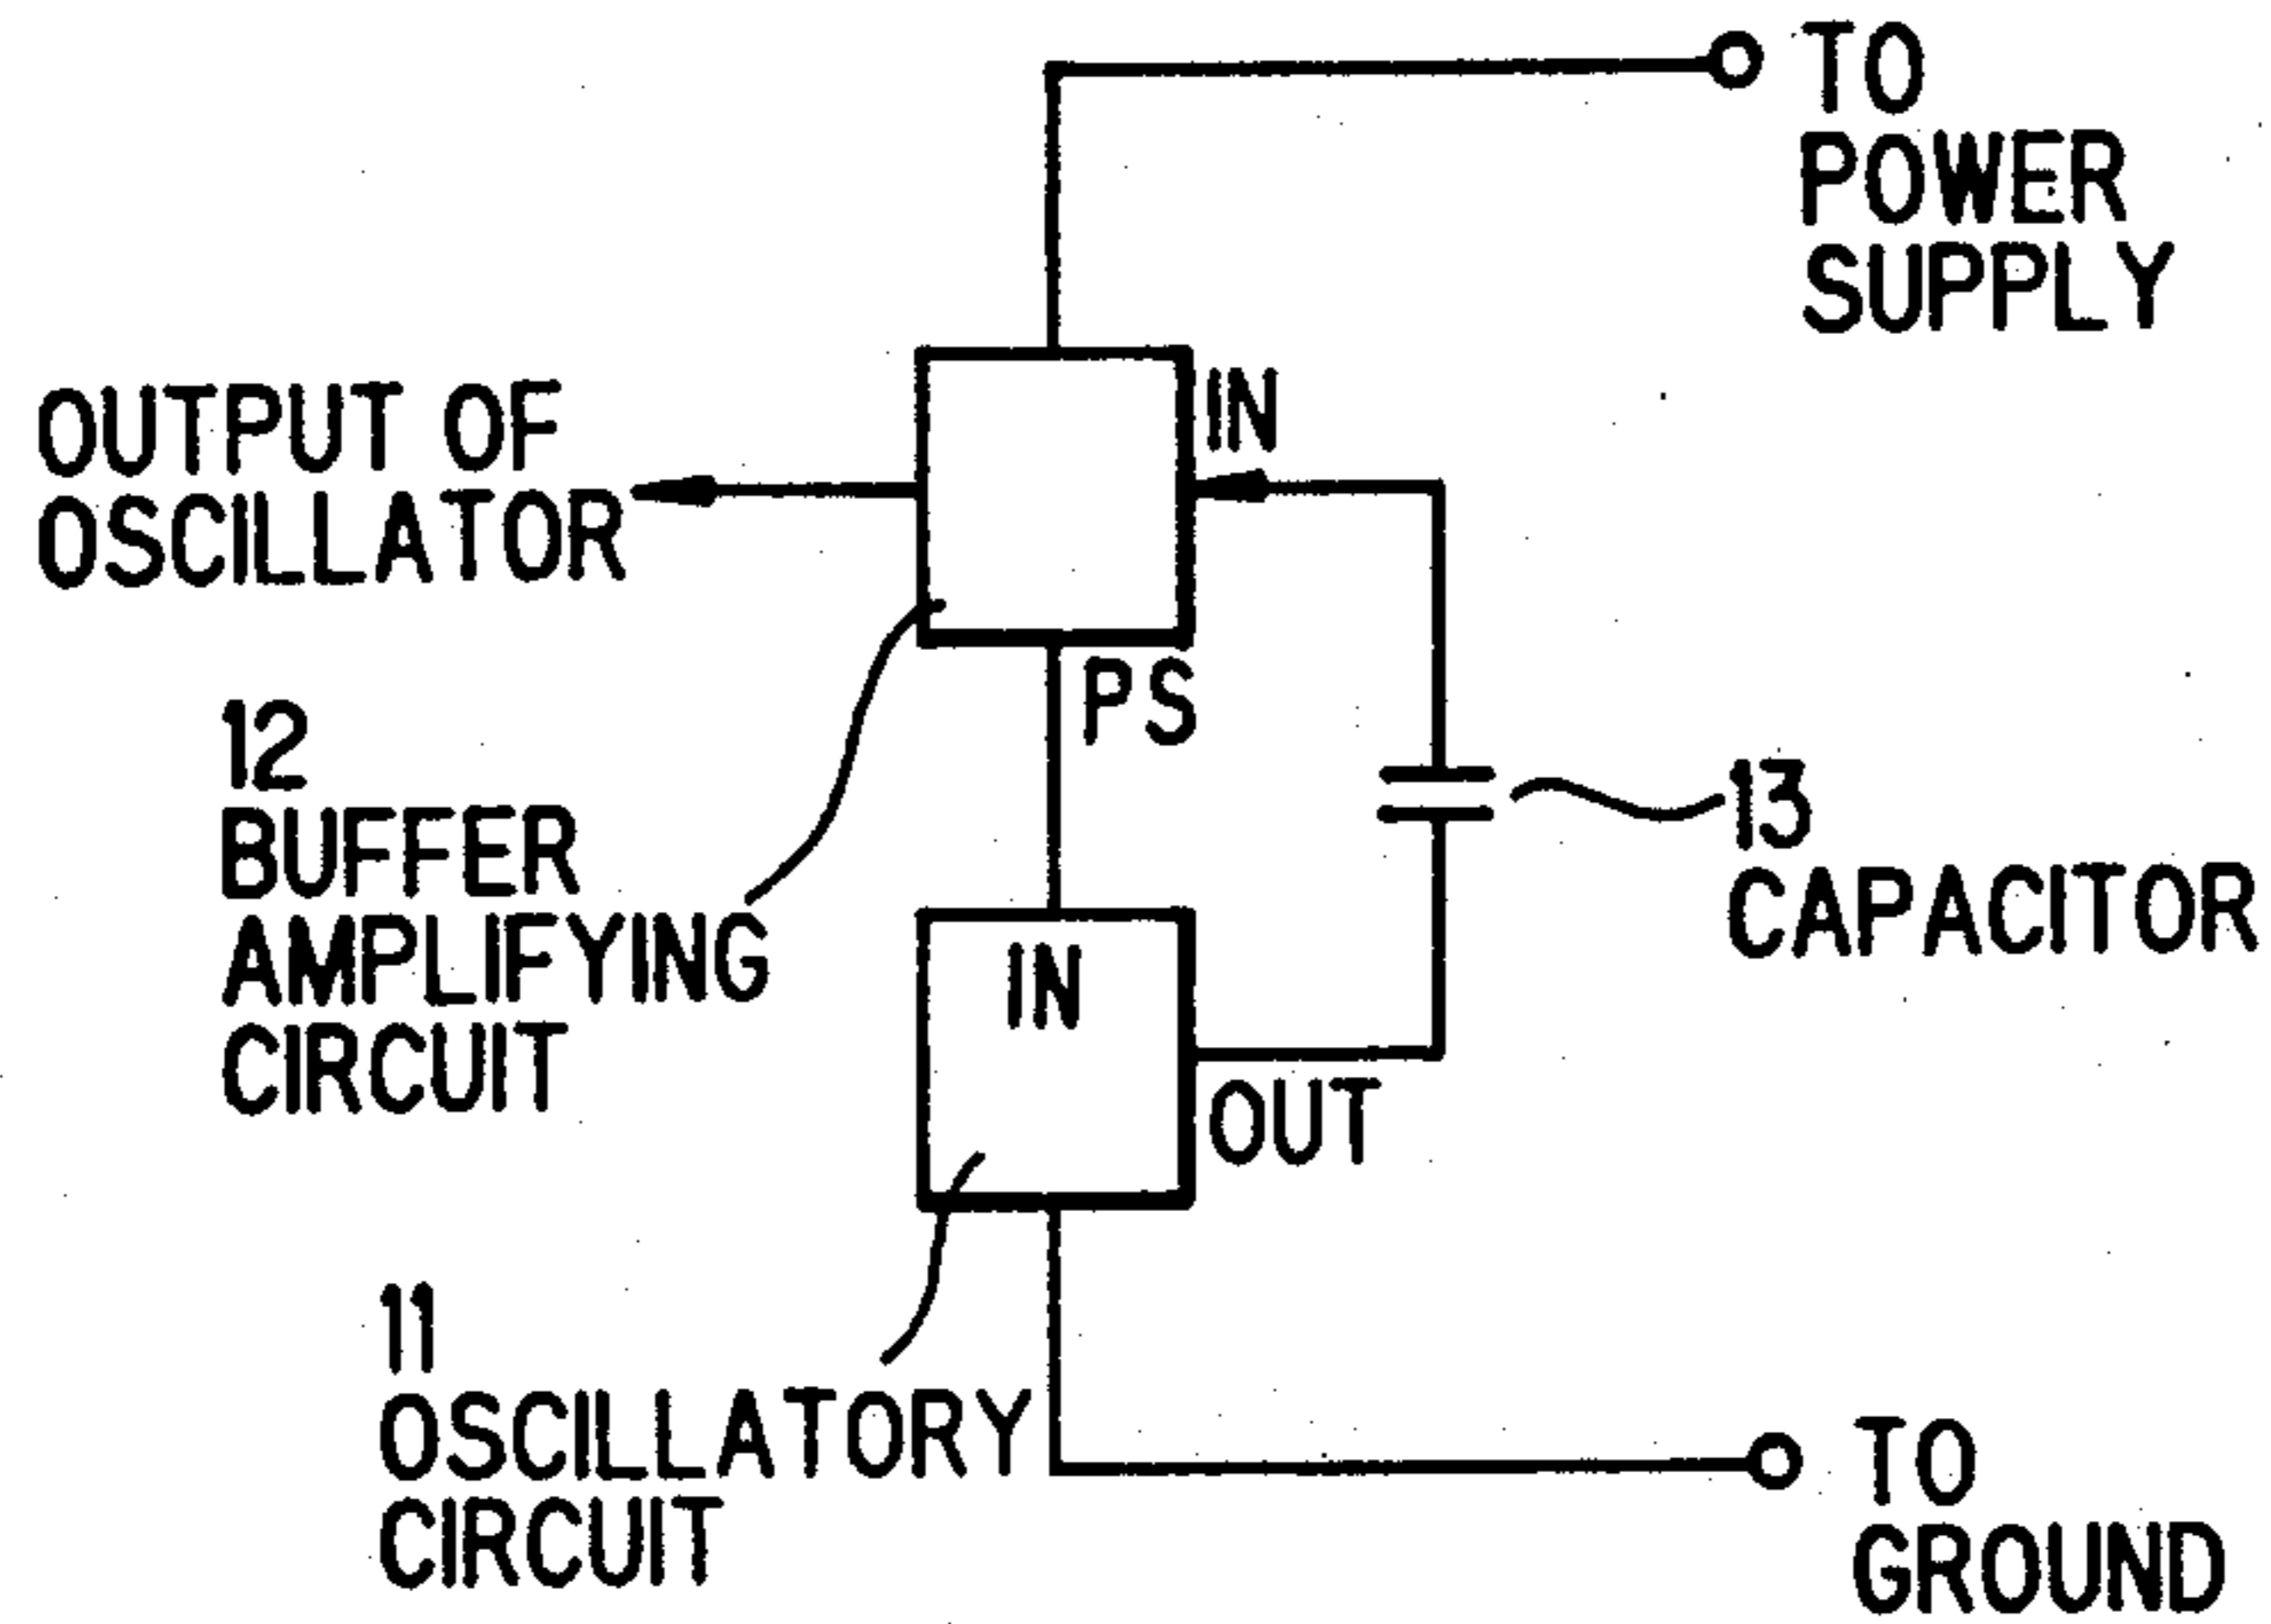 TO
POWER
SUPPLY
OUTPUT OF
OSCILLATOR
IN
PS
12
BUFFER
AMPLIFYING
CIRCUIT
13
CAPACITOR
IN
OUT
11
OSCILLATORY
CIRCUIT
TO
GROUND